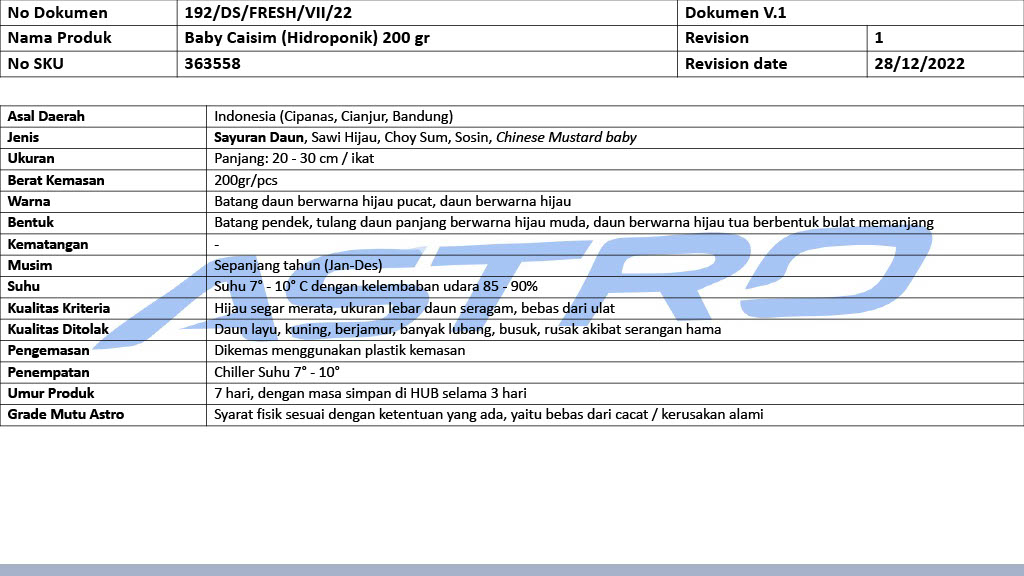 No Dokumen 192/DS/FRESH/VII/22 Dokumen V.1
Nama Produk Baby Caisim (Hidroponik) 200 gr Revision 1
No SKU 363558 Revision date 28/12/2022
Asal Daerah Indonesia (Cipanas, Cianjur, Bandung)
Jenis Sayuran Daun, Sawi Hijau, Choy Sum, Sosin, Chinese Mustard baby
Ukuran Panjang: 20 - 30 cm / ikat
Berat Kemasan 200gr/pcs
Warna Batang daun berwarna hijau pucat, daun berwarna hijau
Bentuk Batang pendek, tulang daun panjang berwarna hijau muda, daun berwarna hijau tua berbentuk bulat memanjang
Kematangan -
Musim Sepanjang tahun (Jan-Des)
Suhu Suhu 7° - 10° C dengan kelembaban udara 85 - 90%
Kualitas Kriteria Hijau segar merata, ukuran lebar daun seragam, bebas dari ulat
Kualitas Ditolak Daun layu, kuning, berjamur, banyak lubang, busuk, rusak akibat serangan hama
Pengemasan Dikemas menggunakan plastik kemasan
Penempatan Chiller Suhu 7° - 10°
Umur Produk 7 hari, dengan masa simpan di HUB selama 3 hari
Grade Mutu Astro Syarat fisik sesuai dengan ketentuan yang ada, yaitu bebas dari cacat / kerusakan alami
ASTRO